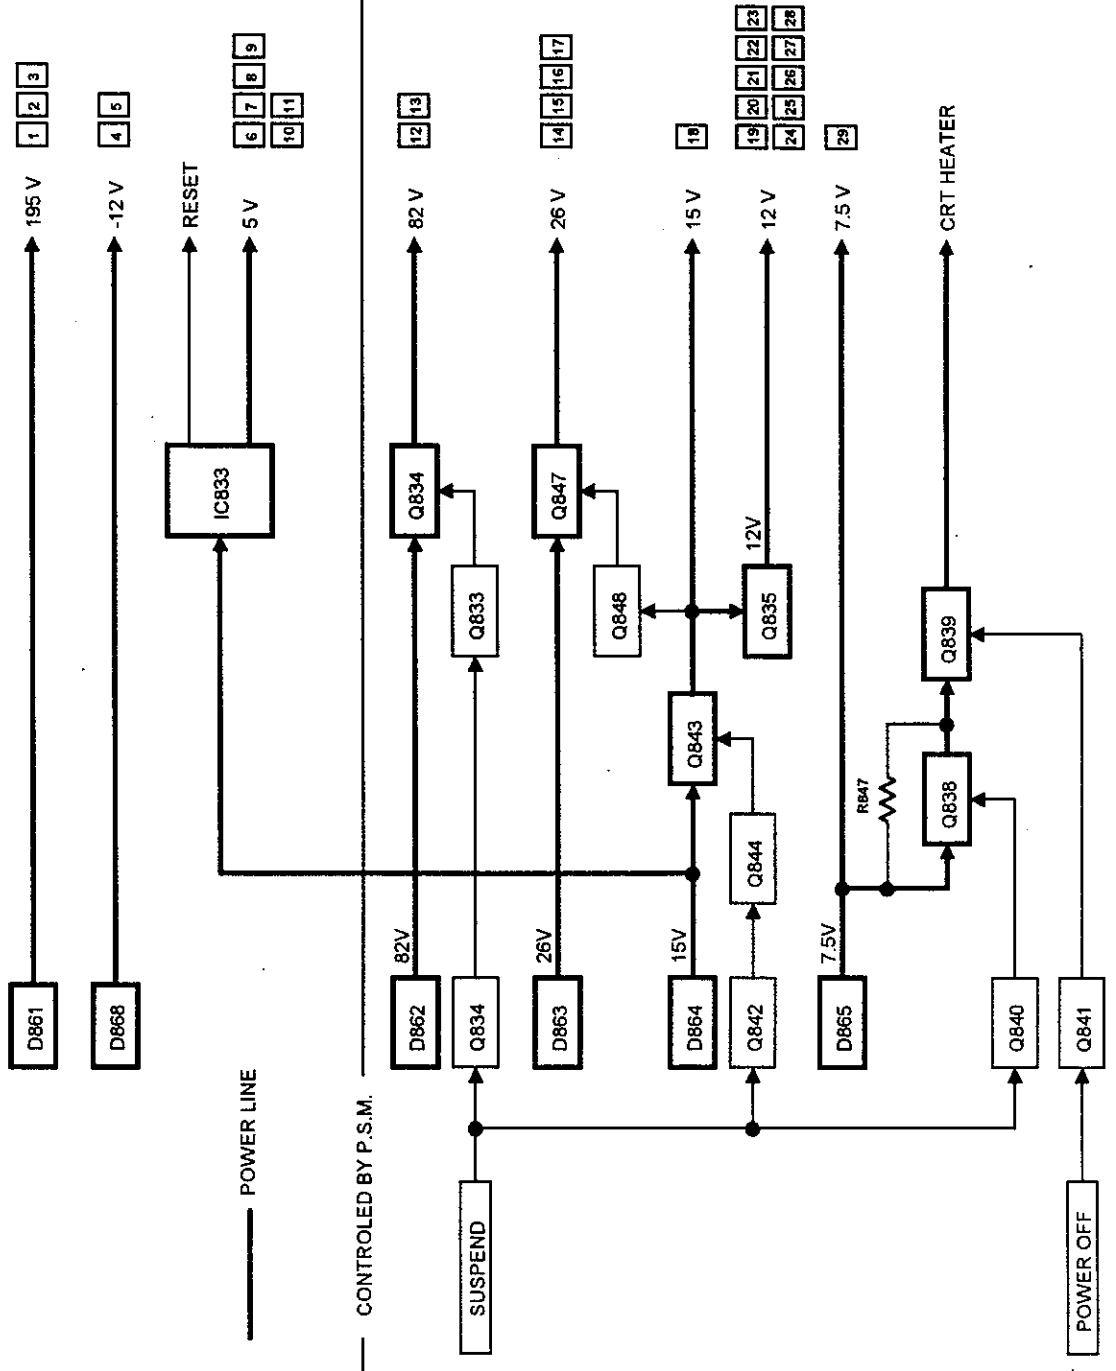 D861
195 V
1 2 3
D868
-12 V
4 5
POWER LINE
IC833
RESET
5 V
6 7 8 9
10 11
CONTROLED BY P.S.M.
SUSPEND
D862
82V
Q834
82 V
12 13
Q834
Q833
D863
26V
Q847
26 V
14 15 16 17
Q848
D864
15V
Q843
15 V
18
Q842
Q844
Q835
12V
12 V
19 20 21 22 23
24 25 26 27 28
D865
7.5V
7.5 V
29
R847
Q838
Q839
CRT HEATER
Q840
POWER OFF
Q841